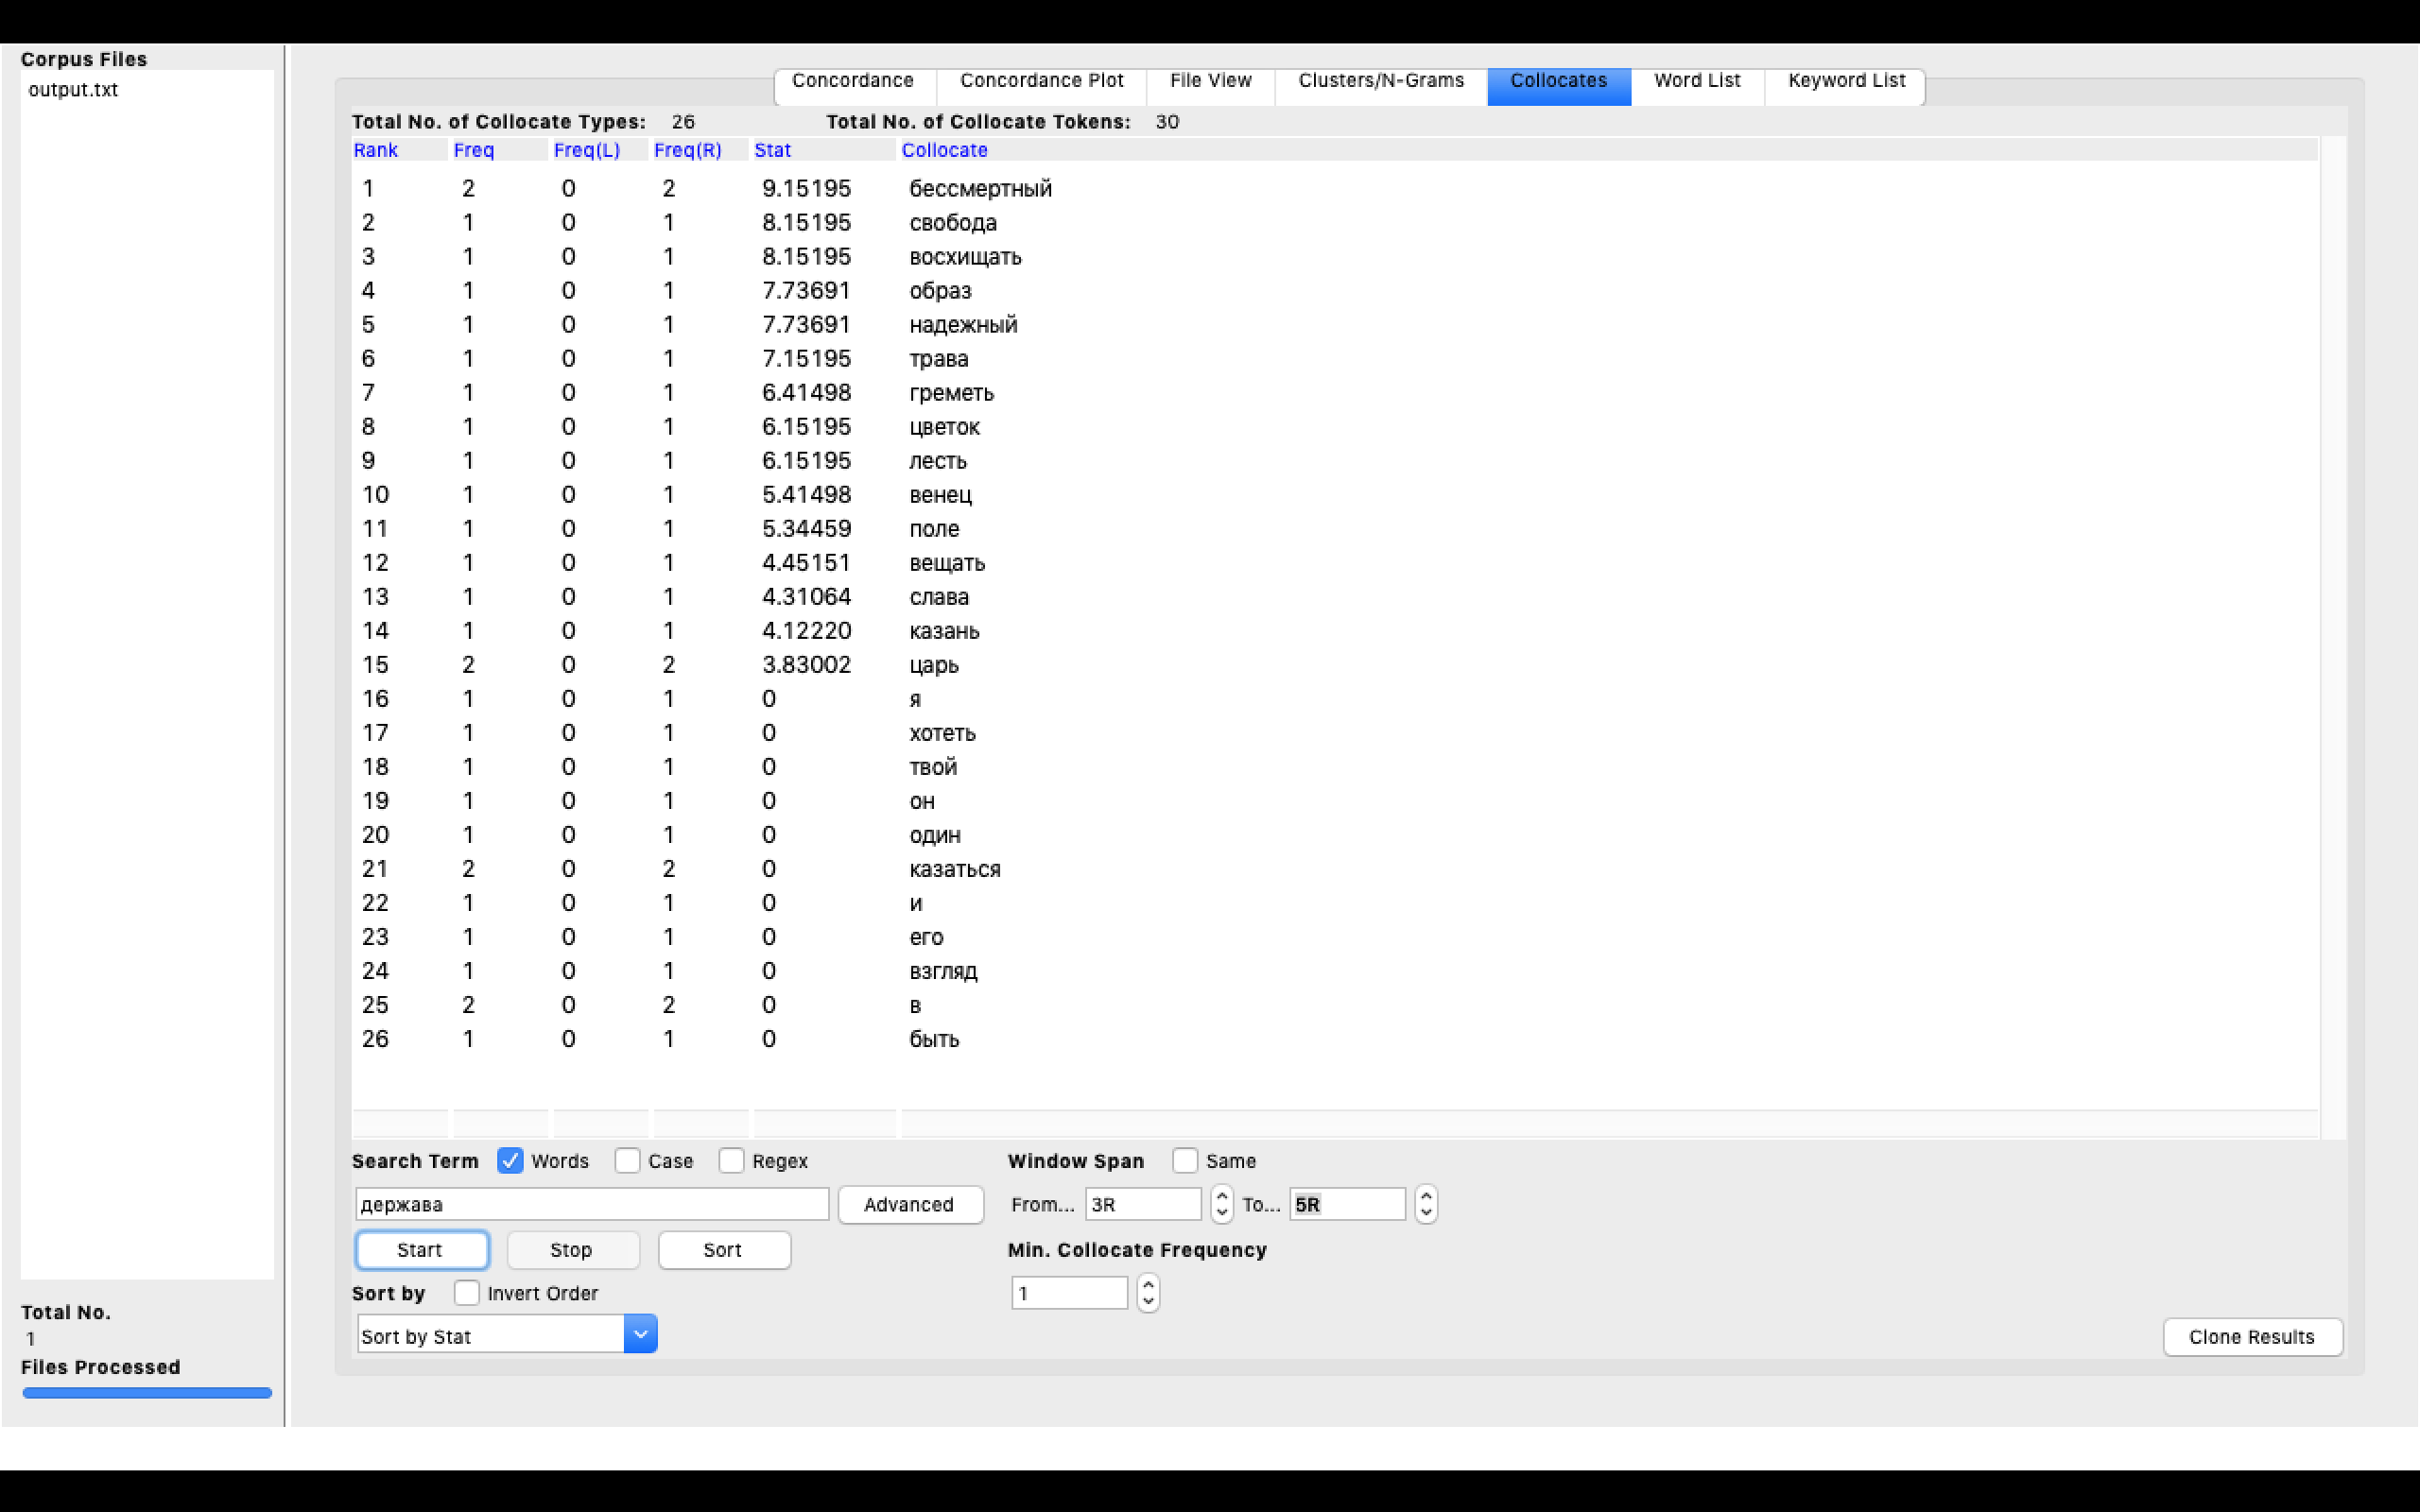 Corpus Files
output.txt
Concordance Concordance Plot File View Clusters/N-Grams Collocates Word List Keyword List
Total No. of Collocate Types: 26 Total No. of Collocate Tokens: 30
Rank Freq Freq(L) Freq(R) Stat Collocate
1 2 0 2 9.15195 бессмертный
2 1 0 1 8.15195 свобода
3 1 0 1 8.15195 восхищать
4 1 0 1 7.73691 образ
5 1 0 1 7.73691 надежный
6 1 0 1 7.15195 трава
7 1 0 1 6.41498 греметь
8 1 0 1 6.15195 цветок
9 1 0 1 6.15195 лесть
10 1 0 1 5.41498 венец
11 1 0 1 5.34459 поле
12 1 0 1 4.45151 вещать
13 1 0 1 4.31064 слава
14 1 0 1 4.12220 казань
15 2 0 2 3.83002 царь
16 1 0 1 0 я
17 1 0 1 0 хотеть
18 1 0 1 0 твой
19 1 0 1 0 он
20 1 0 1 0 один
21 2 0 2 0 казаться
22 1 0 1 0 и
23 1 0 1 0 его
24 1 0 1 0 взгляд
25 2 0 2 0 в
26 1 0 1 0 быть
Search Term Words Case Regex Window Span Same
держава Advanced From... 3R To... 5R
Start Stop Sort Min. Collocate Frequency
Sort by Invert Order 1
Sort by Stat Clone Results
Total No.
1
Files Processed